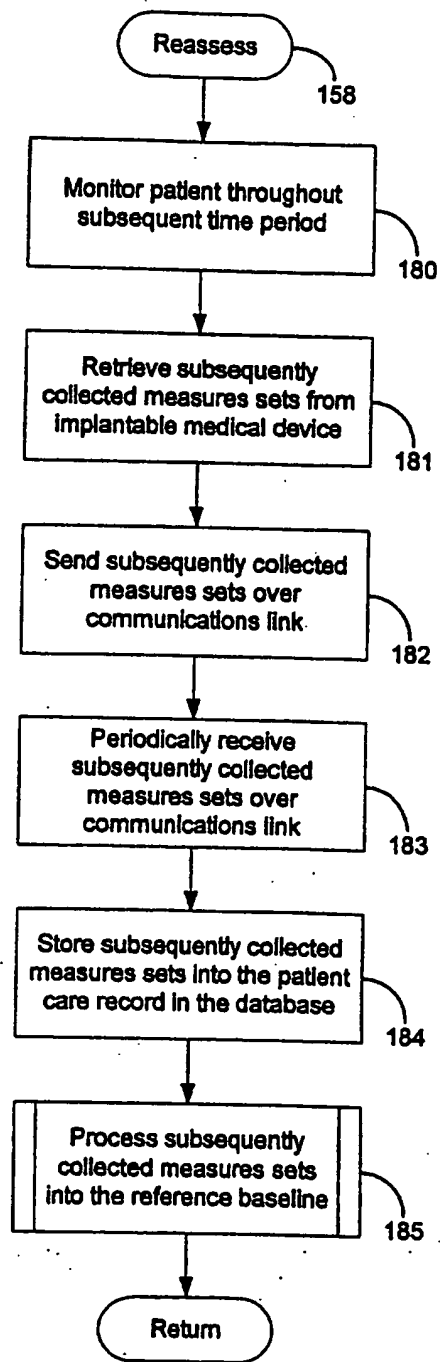 Reassess
158
Monitor patient throughout
subsequent time period
180
Retrieve subsequently
collected measures sets from
implantable medical device
181
Send subsequently collected
measures sets over
communications link
182
Periodically receive
subsequently collected
measures sets over
communications link
183
Store subsequently collected
measures sets into the patient
care record in the database
184
Process subsequently
collected measures sets
into the reference baseline
185
Return